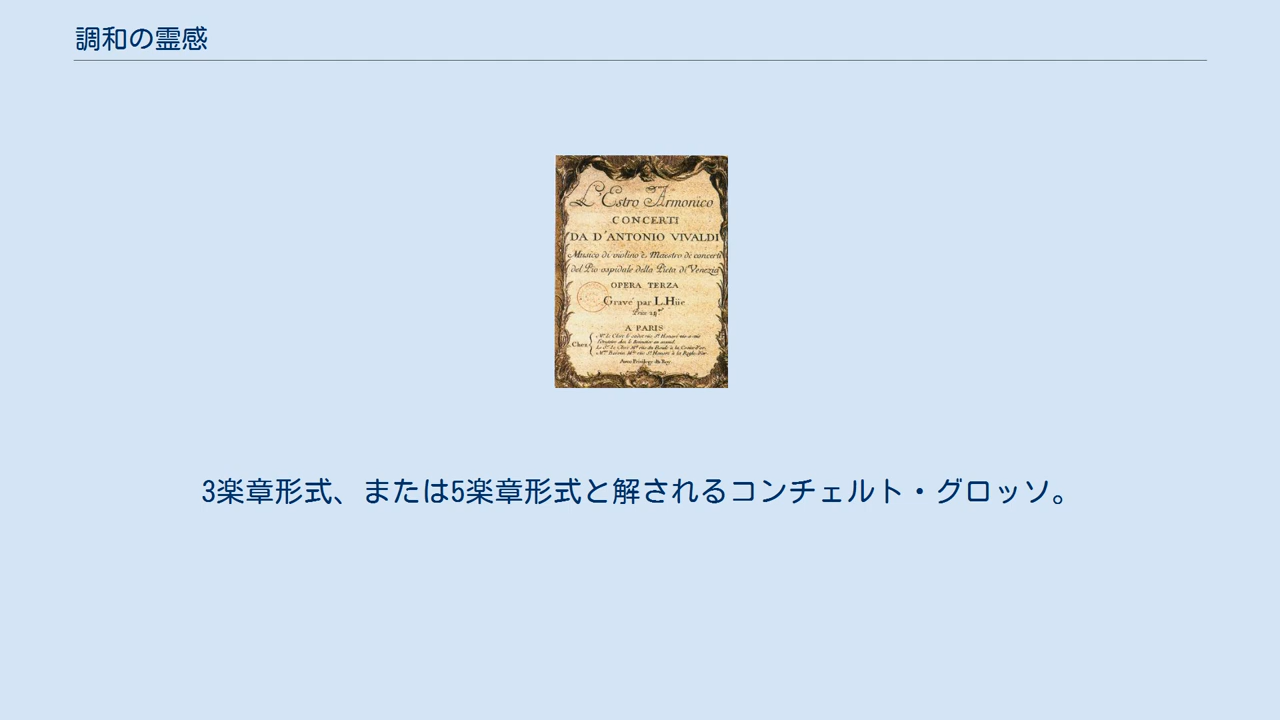 調和の霊感
L'Estro Armonico
CONCERTI
DA D'ANTONIO VIVALDI
Musico di violino è Maestro di concerti
del Pio ospidale della Pieta di Venezia
OPERA TERZA
Gravé par L.Hüe
A PARIS
Chez
3楽章形式、または5楽章形式と解されるコンチェルト・グロッソ。